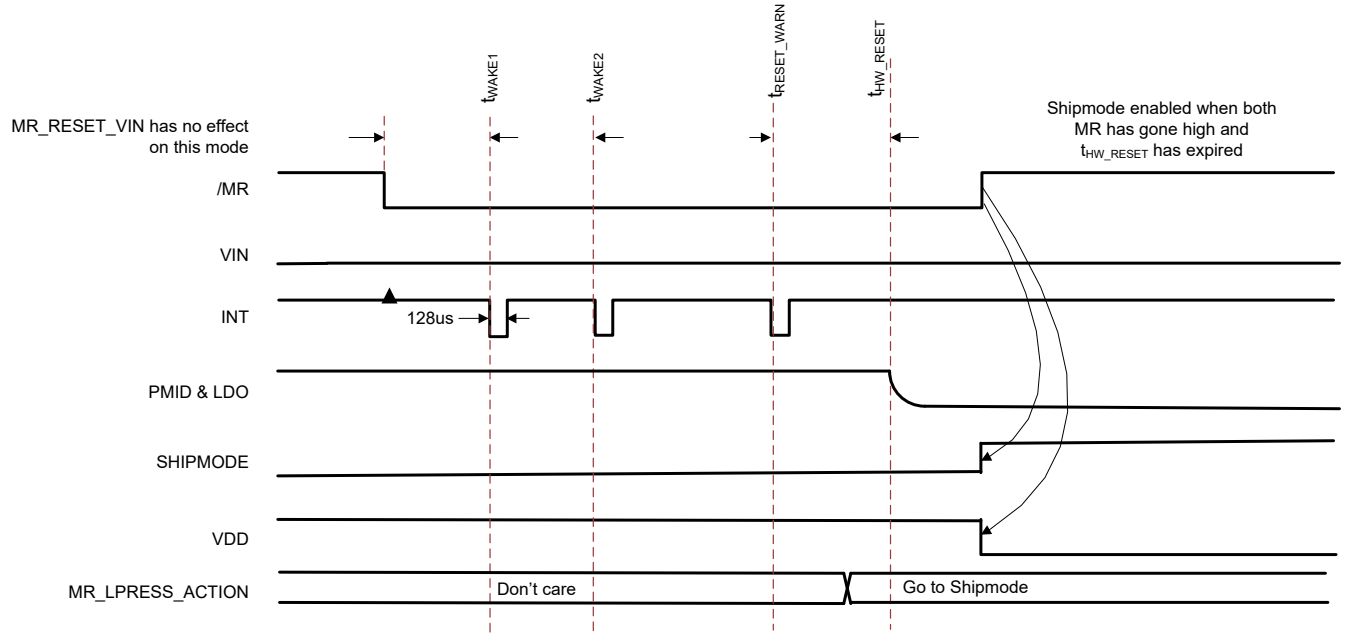 tWAKE1
tWAKE2
tRESET_WARN
tHW_RESET
MR_RESET_VIN has no effect
on this mode
Shipmode enabled when both
MR has gone high and
tHW_RESET has expired
/MR
VIN
INT
128us
PMID & LDO
SHIPMODE
VDD
MR_LPRESS_ACTION
Don't care
Go to Shipmode